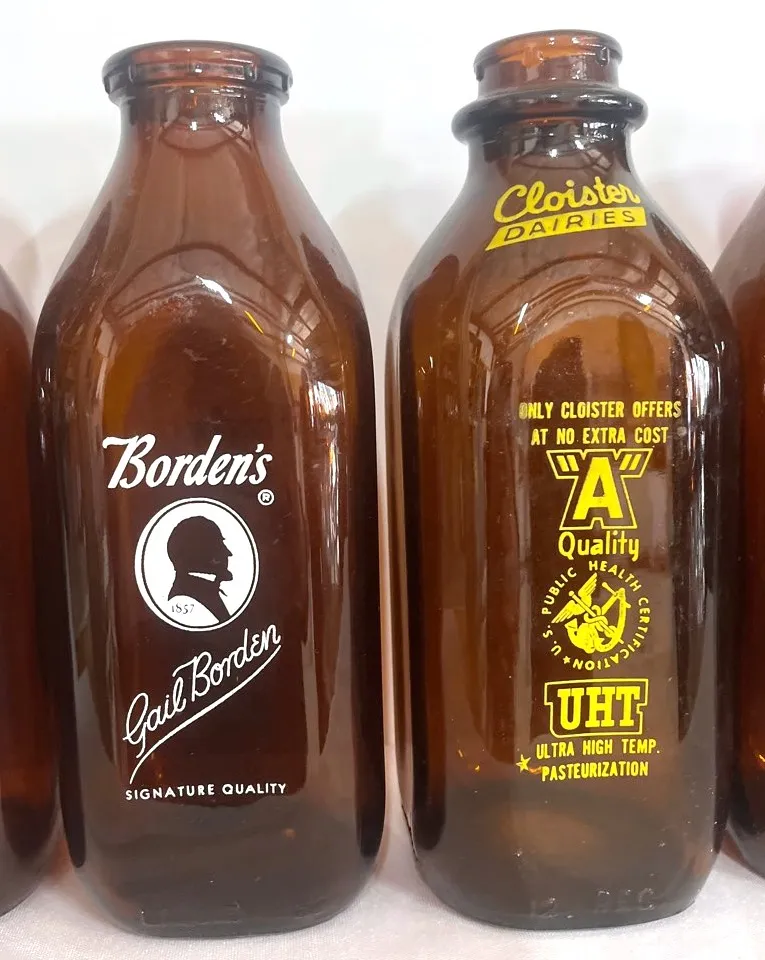 Borden's
®
1857
Gail Borden
SIGNATURE QUALITY
Cloister
DAIRIES
ONLY CLOISTER OFFERS
AT NO EXTRA COST
"A"
Quality
U.S. PUBLIC HEALTH CERTIFICATION
UHT
ULTRA HIGH TEMP.
PASTEURIZATION